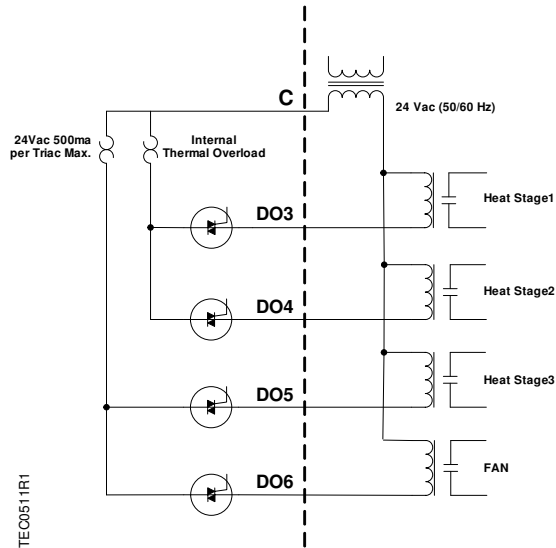 C
24 Vac (50/60 Hz)
24Vac 500ma
per Triac Max.
Internal
Thermal Overload
DO3
Heat Stage1
DO4
Heat Stage2
DO5
Heat Stage3
DO6
FAN
TEC0511R1